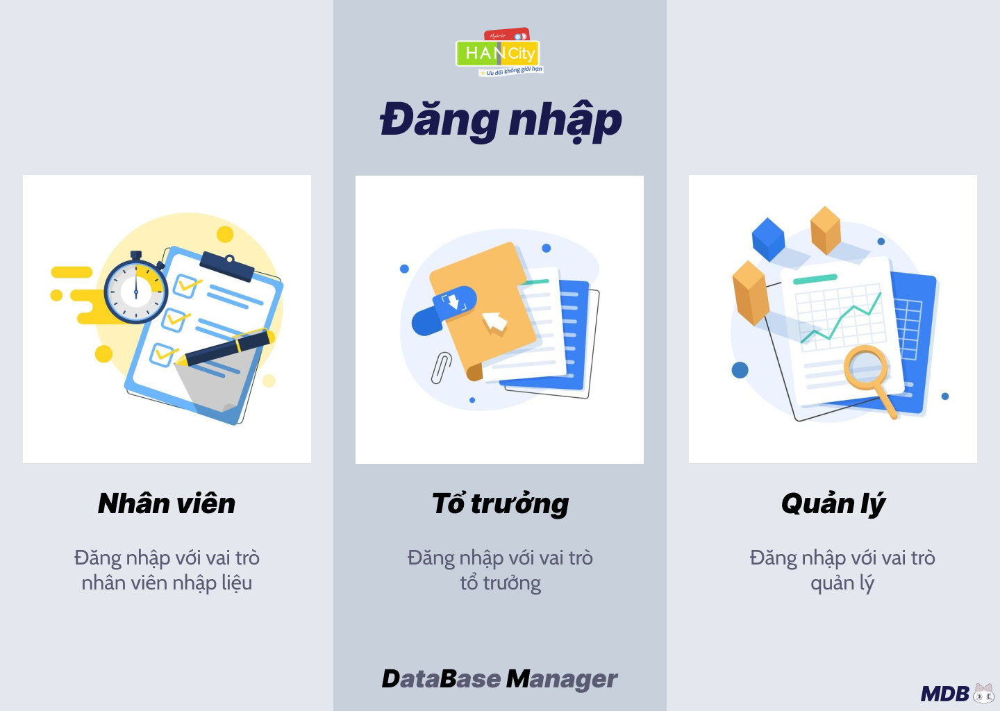 Membership
HAN City
Ưu đãi không giới hạn
Đăng nhập
Nhân viên
Đăng nhập với vai trò
nhân viên nhập liệu
Tổ trưởng
Đăng nhập với vai trò
tổ trưởng
Quản lý
Đăng nhập với vai trò
quản lý
DataBase Manager
MDB